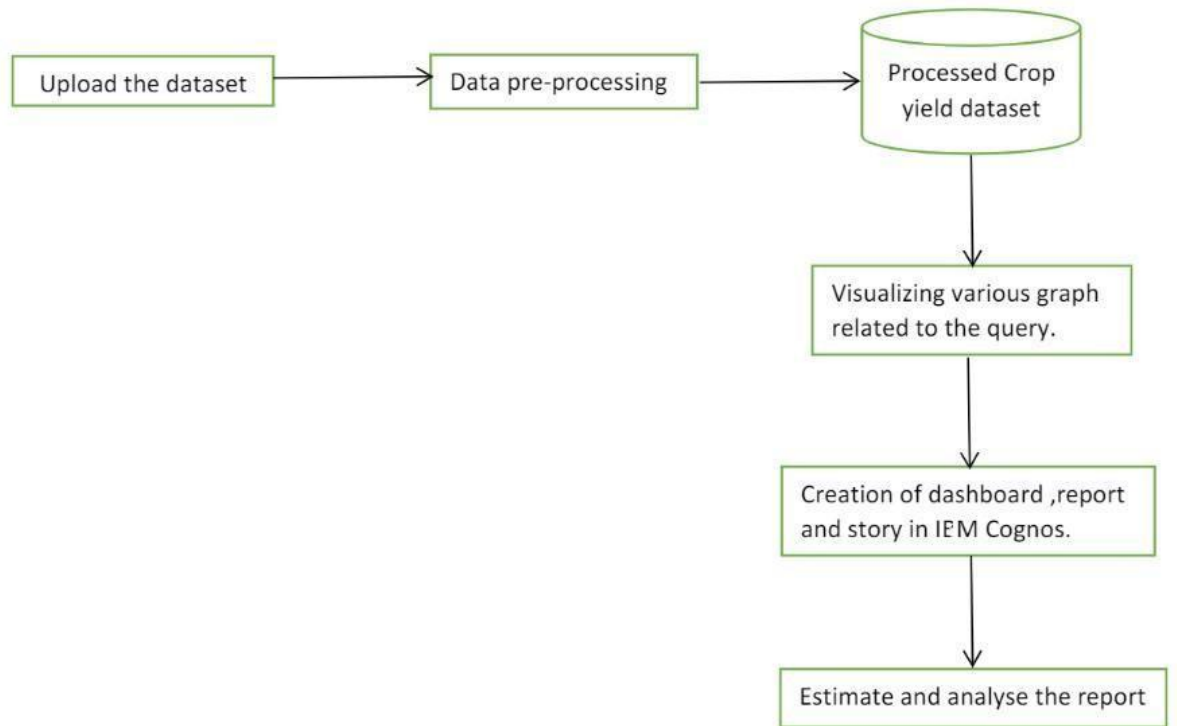 Upload the dataset
Data pre-processing
Processed Crop
yield dataset
Visualizing various graph
related to the query.
Creation of dashboard ,report
and story in IBM Cognos.
Estimate and analyse the report